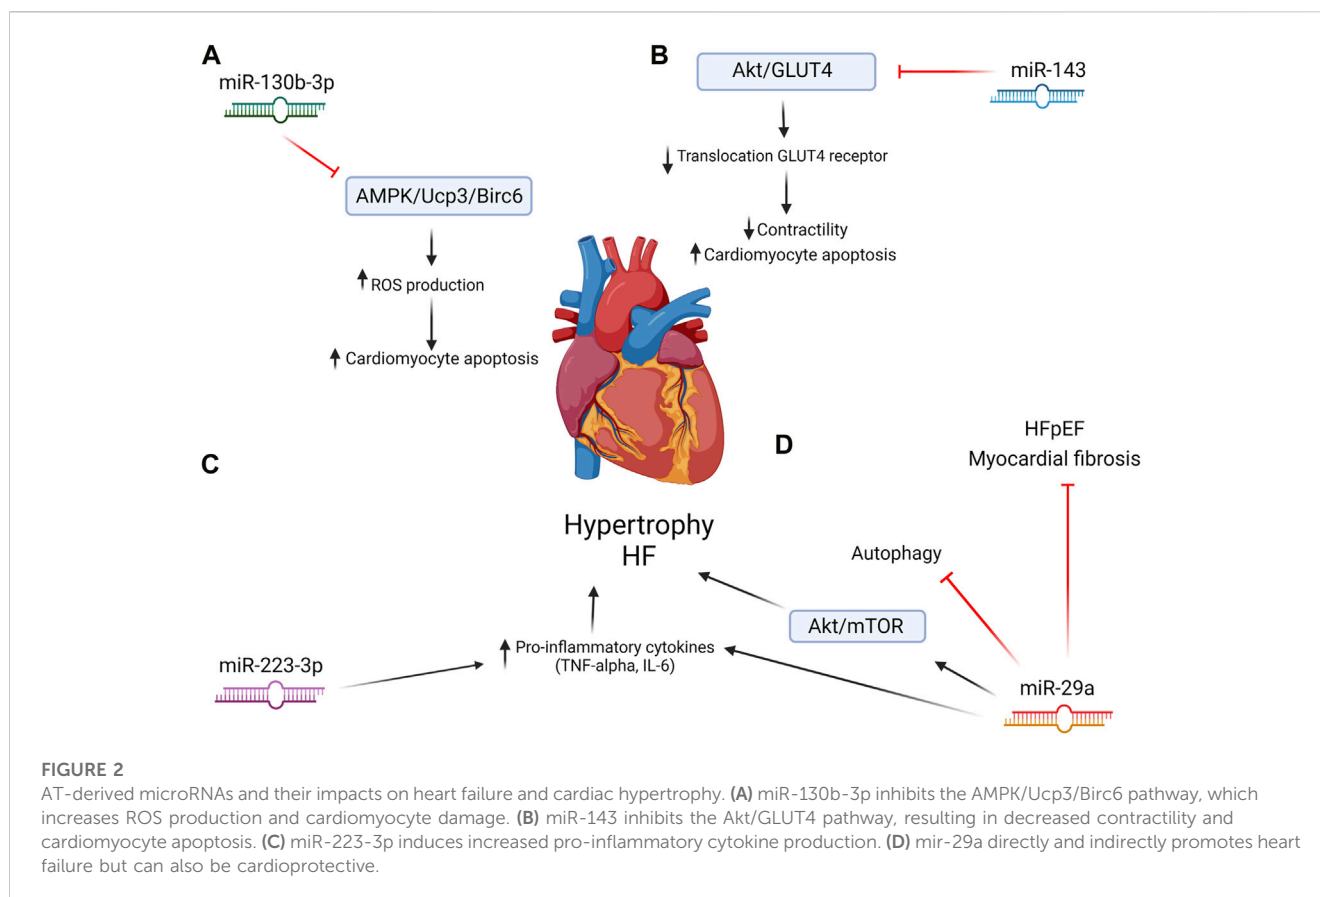 A
miR-130b-3p
AMPK/Ucp3/Birc6
ROS production
Cardiomyocyte apoptosis
B
Akt/GLUT4
miR-143
Translocation GLUT4 receptor
Contractility
Cardiomyocyte apoptosis
C
miR-223-3p
Hypertrophy
HF
Pro-inflammatory cytokines
(TNF-alpha, IL-6)
D
HFpEF
Myocardial fibrosis
Autophagy
Akt/mTOR
miR-29a
FIGURE 2
AT-derived microRNAs and their impacts on heart failure and cardiac hypertrophy. (A) miR-130b-3p inhibits the AMPK/Ucp3/Birc6 pathway, which
increases ROS production and cardiomyocyte damage. (B) miR-143 inhibits the Akt/GLUT4 pathway, resulting in decreased contractility and
cardiomyocyte apoptosis. (C) miR-223-3p induces increased pro-inflammatory cytokine production. (D) mir-29a directly and indirectly promotes heart
failure but can also be cardioprotective.